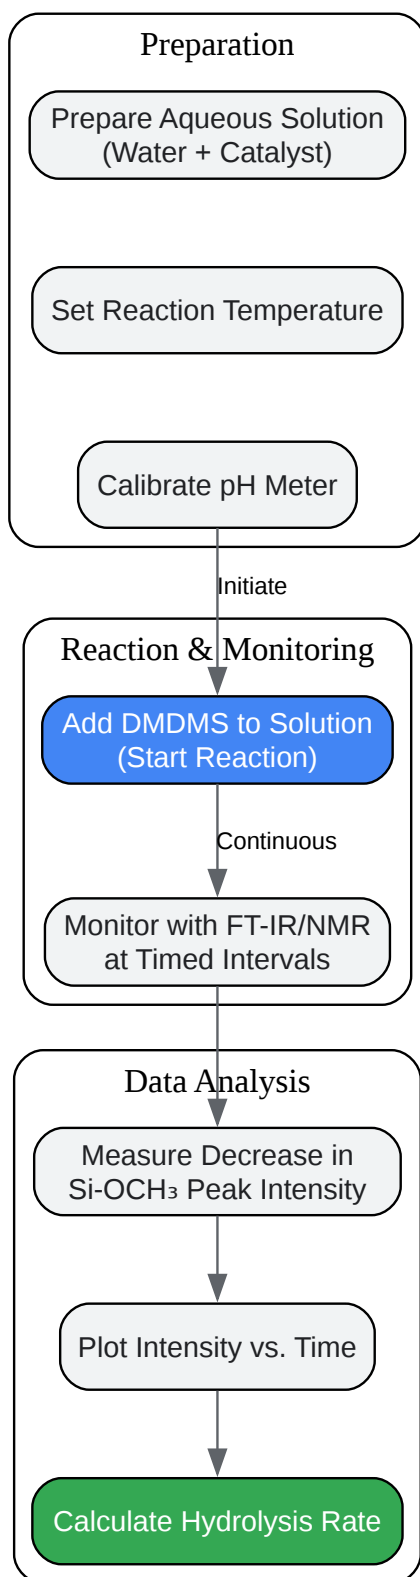 Preparation
Prepare Aqueous Solution
(Water + Catalyst)
Set Reaction Temperature
Calibrate pH Meter
Initiate
Reaction & Monitoring
Add DMDMS to Solution
(Start Reaction)
Continuous
Monitor with FT-IR/NMR
at Timed Intervals
Data Analysis
Measure Decrease in
Si-OCH₃ Peak Intensity
Plot Intensity vs. Time
Calculate Hydrolysis Rate